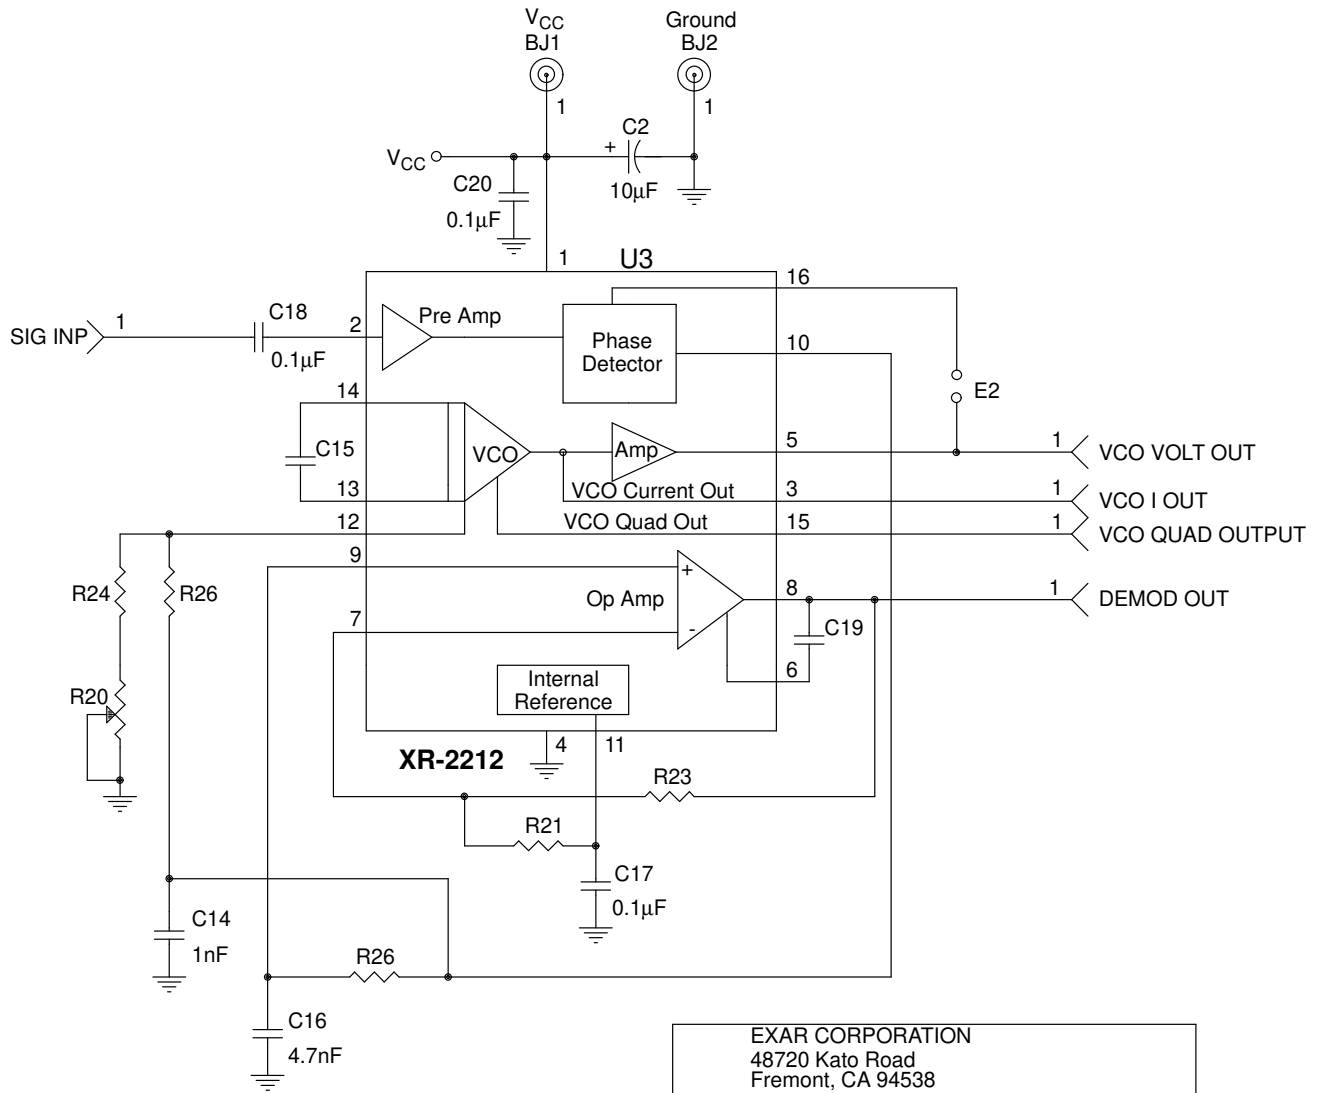 VCC
BJ1
Ground
BJ2
1
1
VCC
C20
0.1µF
+
C2
10µF
1
U3
16
SIG INP
1
C18
0.1µF
2
Pre Amp
Phase
Detector
10
E2
14
C15
13
VCO
Amp
5
1
VCO VOLT OUT
VCO Current Out
3
1
VCO I OUT
12
VCO Quad Out
15
1
VCO QUAD OUTPUT
9
R24
R26
+
Op Amp
-
8
1
DEMOD OUT
7
C19
6
R20
Internal
Reference
XR-2212
4
11
R23
R21
C17
0.1µF
C14
1nF
R26
C16
4.7nF
EXAR CORPORATION
48720 Kato Road
Fremont, CA 94538